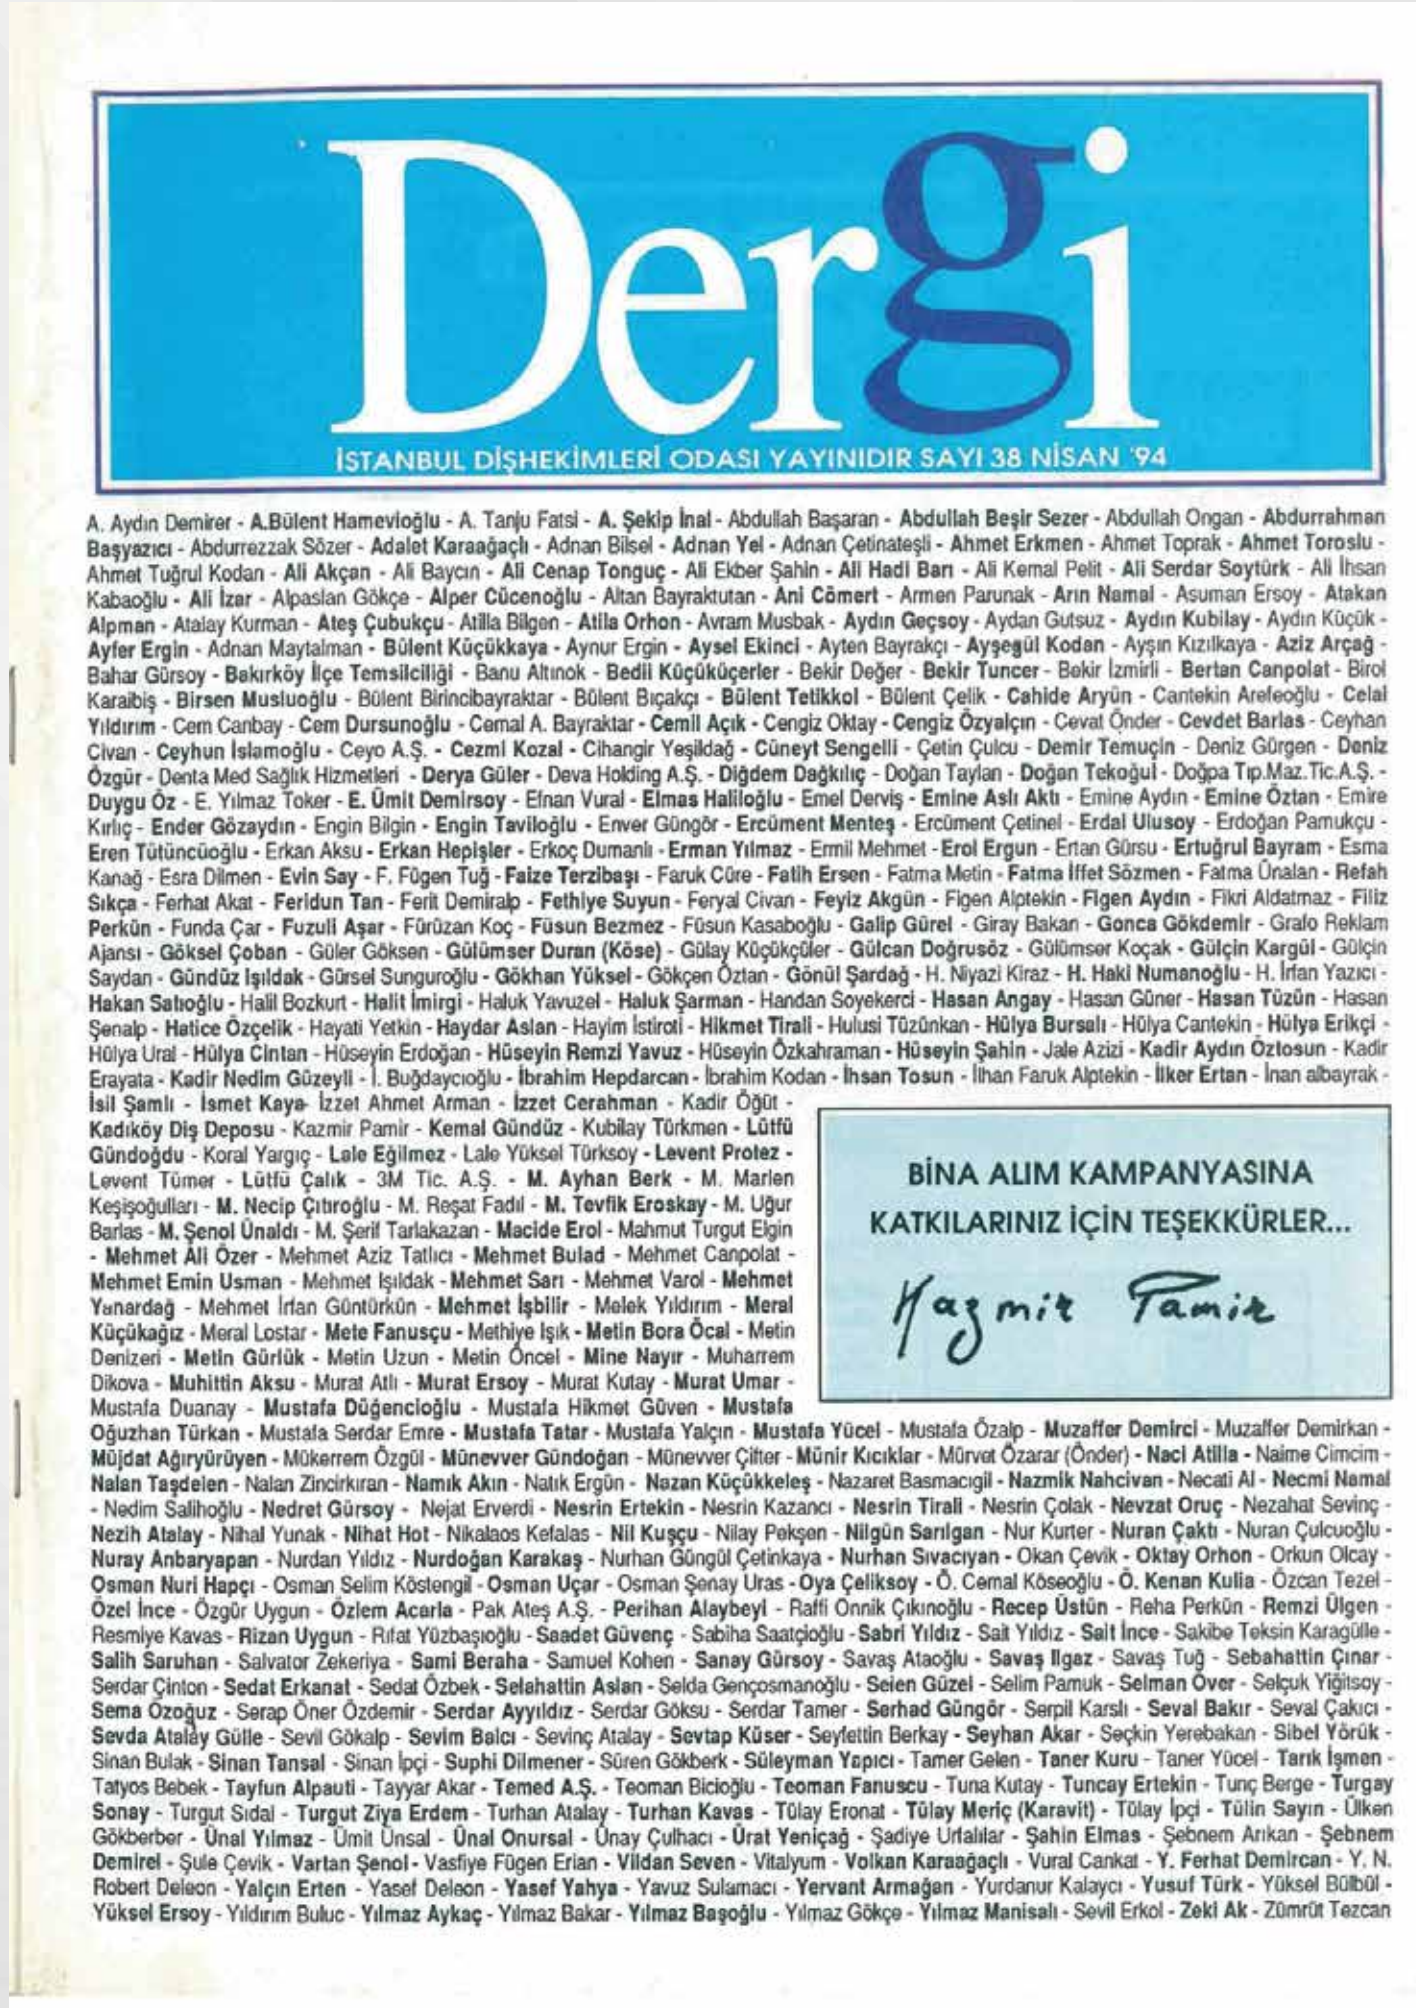 Dergi
İSTANBUL DİŞHEKİMLERİ ODASI YAYINIDIR SAYI 38 NİSAN '94
A. Aydın Demirer - A.Bülent Hamevioğlu - A. Tanju Fatsi - A. Şekip İnal - Abdullah Başaran - Abdullah Beşir Sezer - Abdullah Ongan - Abdurrahman
Başyazıcı - Abdurrezzak Sözer - Adalet Karaağaçlı - Adnan Bilsel - Adnan Yel - Adnan Çetinateşli - Ahmet Erkmen - Ahmet Toprak - Ahmet Toroslu -
Ahmet Tuğrul Kodan - Ali Akçan - Ali Baycın - Ali Cenap Tonguç - Ali Ekber Şahin - Ali Hadi Barı - Ali Kemal Pelit - Ali Serdar Soytürk - Ali İhsan
Kabaoğlu - Ali İzar - Alpaslan Gökçe - Alper Cücenoğlu - Altan Bayraktutan - Ani Cömert - Armen Parunak - Arın Namal - Asuman Ersoy - Atakan
Alpman - Atalay Kurman - Ateş Çubukçu - Atilla Bilgen - Atila Orhon - Avram Musbak - Aydın Geçsoy - Aydan Gutsuz - Aydın Kubilay - Aydın Küçük -
Ayfer Ergin - Adnan Maytalman - Bülent Küçükkaya - Aynur Ergin - Aysel Ekinci - Ayten Bayrakçı - Ayşegül Kodan - Ayşın Kızılkaya - Aziz Arçağ -
Bahar Gürsoy - Bakırköy İlçe Temsilciliği - Banu Altınok - Bedii Küçüküçerler - Bekir Değer - Bekir Tuncer - Bekir İzmirli - Bertan Canpolat - Birol
Karaibiş - Birsen Musluoğlu - Bülent Birincibayraktar - Bülent Bıçakçı - Bülent Tetikkol - Bülent Çelik - Cahide Aryün - Cantekin Arefeoğlu - Celal
Yıldırım - Cem Canbay - Cem Dursunoğlu - Cemal A. Bayraktar - Cemil Açık - Cengiz Oktay - Cengiz Özyalçın - Cevat Önder - Cevdet Barlas - Ceyhan
Civan - Ceyhun İslamoğlu - Ceyo A.Ş. - Cezmi Kozal - Cihangir Yeşildağ - Cüneyt Sengelli - Çetin Çulcu - Demir Temuçin - Deniz Gürgen - Deniz
Özgür - Denta Med Sağlık Hizmetleri - Derya Güler - Deva Holding A.Ş. - Diğdem Dağkılıç - Doğan Taylan - Doğan Tekoğul - Doğpa Tıp.Maz.Tic.A.Ş. -
Duygu Öz - E. Yılmaz Toker - E. Ümit Demirsoy - Efnan Vural - Elmas Haliloğlu - Emel Derviş - Emine Aslı Aktı - Emine Aydın - Emine Öztan - Emire
Kırlıç - Ender Gözaydın - Engin Bilgin - Engin Taviloğlu - Enver Güngör - Ercüment Menteş - Ercüment Çetinel - Erdal Ulusoy - Erdoğan Pamukçu -
Eren Tütüncüoğlu - Erkan Aksu - Erkan Hepişler - Erkoç Dumanlı - Erman Yılmaz - Ermil Mehmet - Erol Ergun - Ertan Gürsu - Ertuğrul Bayram - Esma
Kanağ - Esra Dilmen - Evin Say - F. Fügen Tuğ - Faize Terzibaşı - Faruk Cüre - Fatih Ersen - Fatma Metin - Fatma İffet Sözmen - Fatma Ünalan - Refah
Sıkça - Ferhat Akat - Feridun Tan - Ferit Demiralp - Fethiye Suyun - Feryal Civan - Feyiz Akgün - Figen Alptekin - Figen Aydın - Fikri Aldatmaz - Filiz
Perkün - Funda Çar - Fuzuli Aşar - Fürüzan Koç - Füsun Bezmez - Füsun Kasaboğlu - Galip Gürel - Giray Bakan - Gonca Gökdemir - Grafo Reklam
Ajansı - Göksel Çoban - Güler Göksen - Gülümser Duran (Köse) - Gülay Küçükçüler - Gülcan Doğrusöz - Gülümser Koçak - Gülçin Kargül - Gülçin
Saydan - Gündüz Işıldak - Gürsel Sunguroğlu - Gökhan Yüksel - Gökçen Öztan - Gönül Şardağ - H. Niyazi Kiraz - H. Haki Numanoğlu - H. İrfan Yazıcı -
Hakan Satıoğlu - Halil Bozkurt - Halit İmirgi - Haluk Yavuzel - Haluk Şarman - Handan Soyekerci - Hasan Angay - Hasan Güner - Hasan Tüzün - Hasan
Şenalp - Hatice Özçelik - Hayati Yetkin - Haydar Aslan - Hayim İstiroti - Hikmet Tirali - Hulusi Tüzünkan - Hülya Bursalı - Hülya Cantekin - Hülya Erikçi -
Hülya Ural - Hülya Cintan - Hüseyin Erdoğan - Hüseyin Remzi Yavuz - Hüseyin Özkahraman - Hüseyin Şahin - Jale Azizi - Kadir Aydın Öztosun - Kadir
Erayata - Kadir Nedim Güzeyli - İ. Buğdaycıoğlu - İbrahim Hepdarcan - İbrahim Kodan - İhsan Tosun - İlhan Faruk Alptekin - İlker Ertan - İnan albayrak -
İsil Şamlı - İsmet Kaya- İzzet Ahmet Arman - İzzet Cerahman - Kadir Öğüt -
Kadıköy Diş Deposu - Kazmir Pamir - Kemal Gündüz - Kubilay Türkmen - Lütfü
Gündoğdu - Koral Yargıç - Lale Eğilmez - Lale Yüksel Türksoy - Levent Protez -
Levent Tümer - Lütfü Çalık - 3M Tic. A.Ş. - M. Ayhan Berk - M. Marlen
Keşişoğulları - M. Necip Çıtıroğlu - M. Reşat Fadıl - M. Tevfik Eroskay - M. Uğur
Barlas - M. Şenol Ünaldı - M. Şerif Tarlakazan - Macide Erol - Mahmut Turgut Elgin
- Mehmet Ali Özer - Mehmet Aziz Tatlıcı - Mehmet Bulad - Mehmet Canpolat -
Mehmet Emin Usman - Mehmet Işıldak - Mehmet Sarı - Mehmet Varol - Mehmet
Yanardağ - Mehmet İrfan Güntürkün - Mehmet İşbilir - Melek Yıldırım - Meral
Küçükağız - Meral Lostar - Mete Fanusçu - Methiye Işık - Metin Bora Öcal - Metin
Denizeri - Metin Gürlük - Metin Uzun - Metin Öncel - Mine Nayır - Muharrem
Dikova - Muhittin Aksu - Murat Atlı - Murat Ersoy - Murat Kutay - Murat Umar -
Mustafa Duanay - Mustafa Düğencioğlu - Mustafa Hikmet Güven - Mustafa
BİNA ALIM KAMPANYASINA
KATKILARINIZ İÇİN TEŞEKKÜRLER...
Kazmir Pamir
Oğuzhan Türkan - Mustafa Serdar Emre - Mustafa Tatar - Mustafa Yalçın - Mustafa Yücel - Mustafa Özalp - Muzaffer Demirci - Muzaffer Demirkan -
Müjdat Ağıryürüyen - Mükerrem Özgül - Münevver Gündoğan - Münevver Çifter - Münir Kıcıklar - Mürvet Özarar (Önder) - Naci Atilla - Naime Cimcim -
Nalan Taşdelen - Nalan Zincirkıran - Namık Akın - Natık Ergün - Nazan Küçükkeleş - Nazaret Basmacıgil - Nazmik Nahcivan - Necati Al - Necmi Namal
- Nedim Salihoğlu - Nedret Gürsoy - Nejat Erverdi - Nesrin Ertekin - Nesrin Kazancı - Nesrin Tirali - Nesrin Çolak - Nevzat Oruç - Nezahat Sevinç -
Nezih Atalay - Nihal Yunak - Nihat Hot - Nikalaos Kefalas - Nil Kuşçu - Nilay Pekşen - Nilgün Sarılgan - Nur Kurter - Nuran Çaktı - Nuran Çulcuoğlu -
Nuray Anbaryapan - Nurdan Yıldız - Nurdoğan Karakaş - Nurhan Güngül Çetinkaya - Nurhan Sıvacıyan - Okan Çevik - Oktay Orhon - Orkun Olcay -
Osman Nuri Hapçı - Osman Selim Köstengil - Osman Uçar - Osman Şenay Uras - Oya Çeliksoy - Ö. Cemal Köseoğlu - Ö. Kenan Kulia - Özcan Tezel -
Özel İnce - Özgür Uygun - Özlem Acarla - Pak Ateş A.Ş. - Perihan Alaybeyi - Raffi Onnik Çıkınoğlu - Recep Üstün - Reha Perkün - Remzi Ülgen -
Resmiye Kavas - Rizan Uygun - Rıfat Yüzbaşıoğlu - Saadet Güvenç - Sabiha Saatçioğlu - Sabri Yıldız - Sait Yıldız - Sait İnce - Sakibe Teksin Karagülle -
Salih Saruhan - Salvator Zekeriya - Sami Beraha - Samuel Kohen - Sanay Gürsoy - Savaş Ataoğlu - Savaş Ilgaz - Savaş Tuğ - Sebahattin Çınar -
Serdar Çinton - Sedat Erkanat - Sedat Özbek - Selahattin Aslan - Selda Gençosmanoğlu - Selen Güzel - Selim Pamuk - Selman Över - Selçuk Yiğitsoy -
Sema Özoğuz - Serap Öner Özdemir - Serdar Ayyıldız - Serdar Göksu - Serdar Tamer - Serhad Güngör - Serpil Karslı - Seval Bakır - Seval Çakıcı -
Sevda Atalay Gülle - Sevil Gökalp - Sevim Balcı - Sevinç Atalay - Sevtap Küser - Seyfettin Berkay - Seyhan Akar - Seçkin Yerebakan - Sibel Yörük -
Sinan Bulak - Sinan Tansal - Sinan İpçi - Suphi Dilmener - Süren Gökberk - Süleyman Yapıcı - Tamer Gelen - Taner Kuru - Taner Yücel - Tarık İşmen -
Tatyos Bebek - Tayfun Alpauti - Tayyar Akar - Temed A.Ş. - Teoman Bicioğlu - Teoman Fanuscu - Tuna Kutay - Tuncay Ertekin - Tunç Berge - Turgay
Sonay - Turgut Sıdal - Turgut Ziya Erdem - Turhan Atalay - Turhan Kavas - Tülay Eronat - Tülay Meriç (Karavit) - Tülay İpçi - Tülin Sayın - Ülken
Gökberber - Ünal Yılmaz - Ümit Ünsal - Ünal Onursal - Ünay Çulhacı - Ürat Yeniçağ - Şadiye Urfalılar - Şahin Elmas - Şebnem Arıkan - Şebnem
Demirel - Şule Çevik - Vartan Şenol - Vasfiye Fügen Erian - Vildan Seven - Vitalyum - Volkan Karaağaçlı - Vural Cankat - Y. Ferhat Demircan - Y. N.
Robert Deleon - Yalçın Erten - Yasef Deleon - Yasef Yahya - Yavuz Sulamacı - Yervant Armağan - Yurdanur Kalaycı - Yusuf Türk - Yüksel Bülbül -
Yüksel Ersoy - Yıldırım Buluc - Yılmaz Aykaç - Yılmaz Bakar - Yılmaz Başoğlu - Yılmaz Gökçe - Yılmaz Manisalı - Sevil Erkol - Zeki Ak - Zümrüt Tezcan